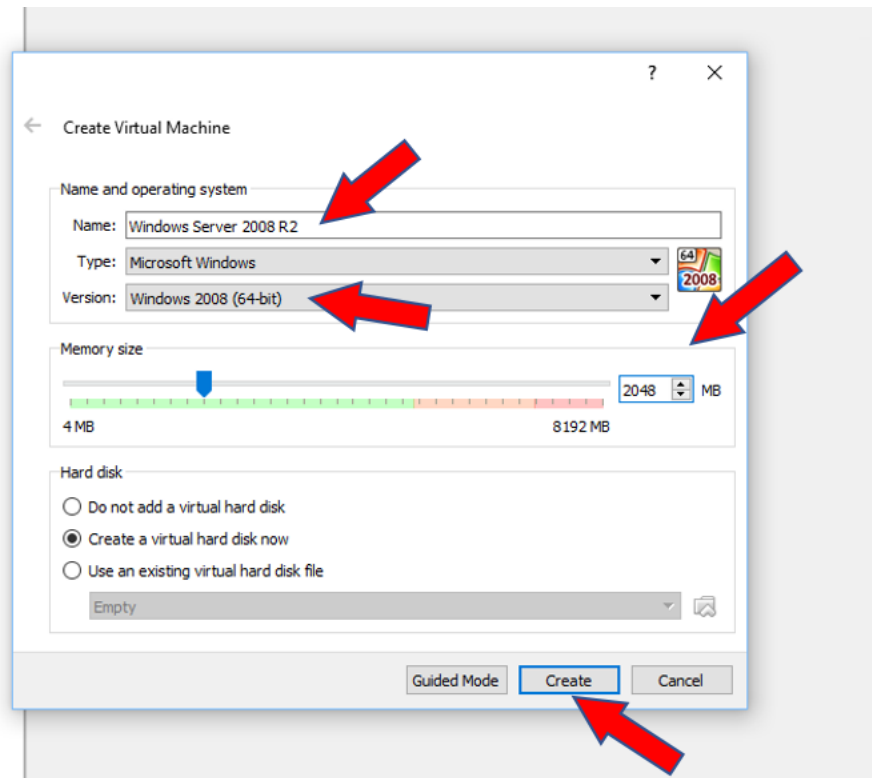 ?
Create Virtual Machine
Name and operating system
Name: Windows Server 2008 R2
Type: Microsoft Windows
64
Version: Windows 2008 (64-bit)
2008
Memory size
2048 MB
4 MB 8192 MB
Hard disk
Do not add a virtual hard disk
Create a virtual hard disk now
Use an existing virtual hard disk file
Empty
Guided Mode Create Cancel